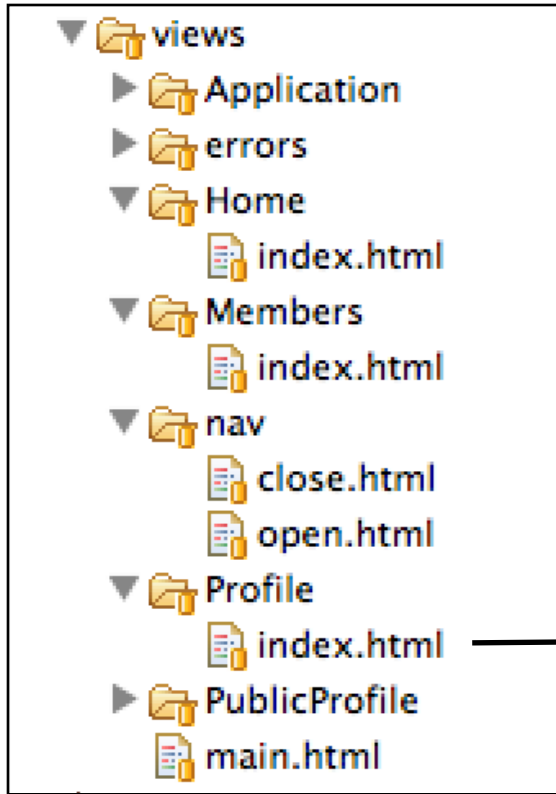 views
Application
errors
Home
index.html
Members
index.html
nav
close.html
open.html
Profile
index.html
PublicProfile
main.html